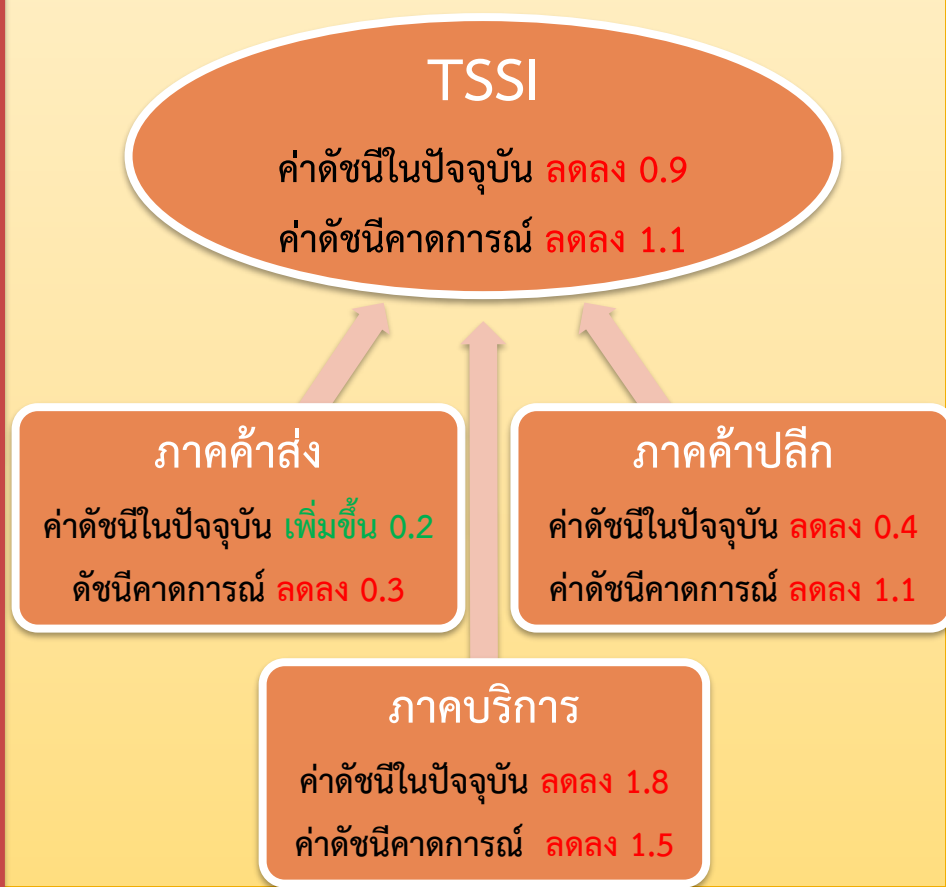 TSSI
ค่าดัชนีในปัจจุบัน ลดลง 0.9
ค่าดัชนีคาดการณ์ ลดลง 1.1
ภาคค้าส่ง
ค่าดัชนีในปัจจุบัน เพิ่มขึ้น 0.2
ดัชนีคาดการณ์ ลดลง 0.3
ภาคค้าปลีก
ค่าดัชนีในปัจจุบัน ลดลง 0.4
ค่าดัชนีคาดการณ์ ลดลง 1.1
ภาคบริการ
ค่าดัชนีในปัจจุบัน ลดลง 1.8
ค่าดัชนีคาดการณ์ ลดลง 1.5